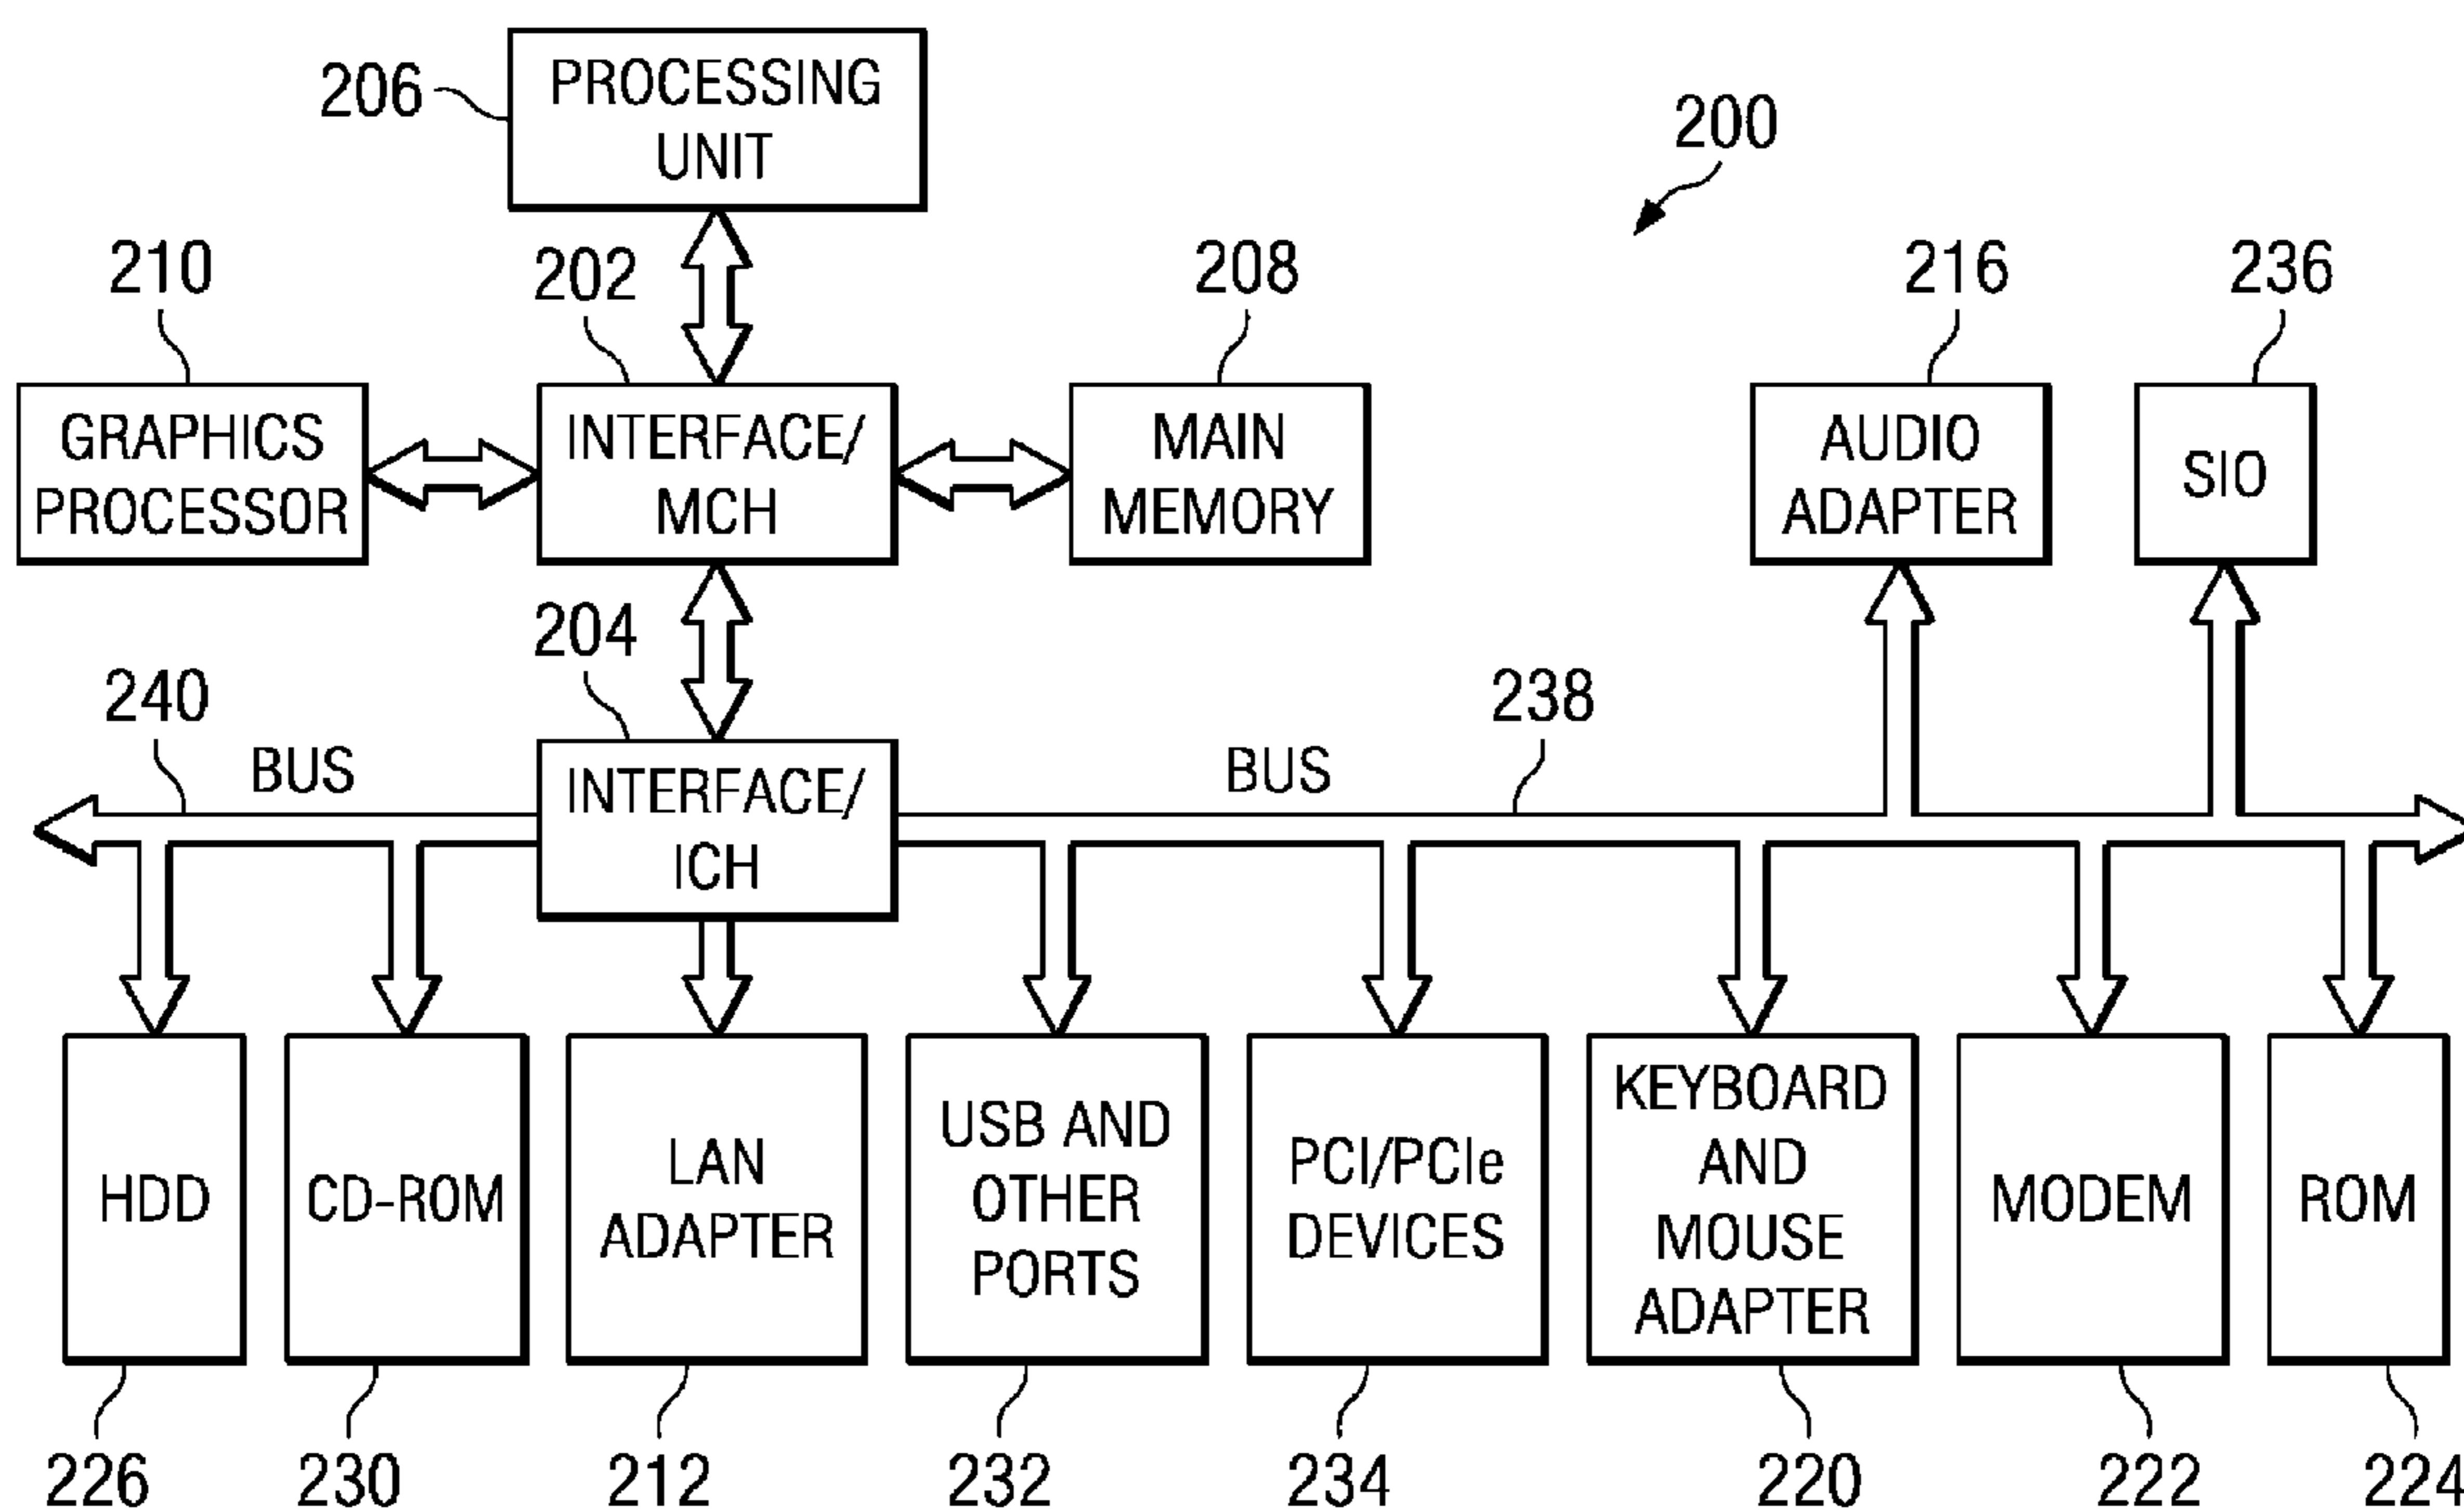 206
PROCESSING
UNIT
200
210
202
208
216
236
GRAPHICS
PROCESSOR
INTERFACE/
MCH
MAIN
MEMORY
AUDIO
ADAPTER
SIO
204
240
BUS
238
BUS
INTERFACE/
ICH
HDD
CD-ROM
LAN
ADAPTER
USB AND
OTHER
PORTS
PCI/PCIe
DEVICES
KEYBOARD
AND
MOUSE
ADAPTER
MODEM
ROM
226
230
212
232
234
220
222
224